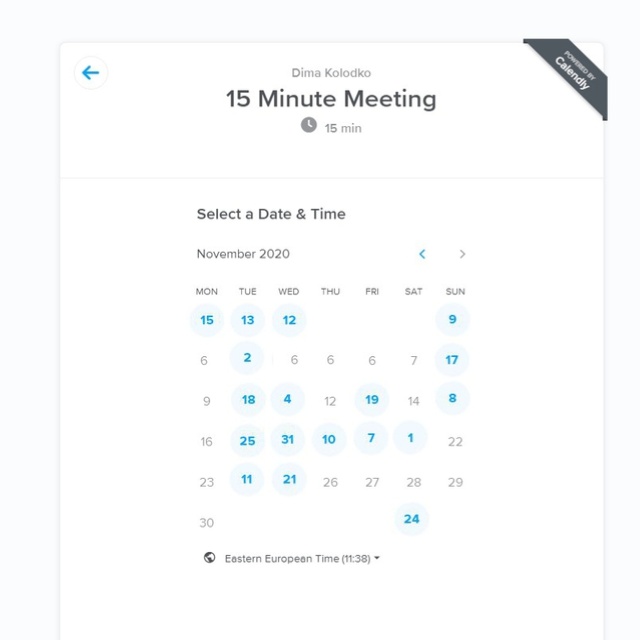 POWERED BY
Calendly
Dima Kolodko
15 Minute Meeting
15 min
Select a Date & Time
November 2020
MON TUE WED THU FRI SAT SUN
15 13 12 9
6 2 6 6 6 7 17
9 18 4 12 19 14 8
16 25 31 10 7 1 22
23 11 21 26 27 28 29
30 24
Eastern European Time (11:38)